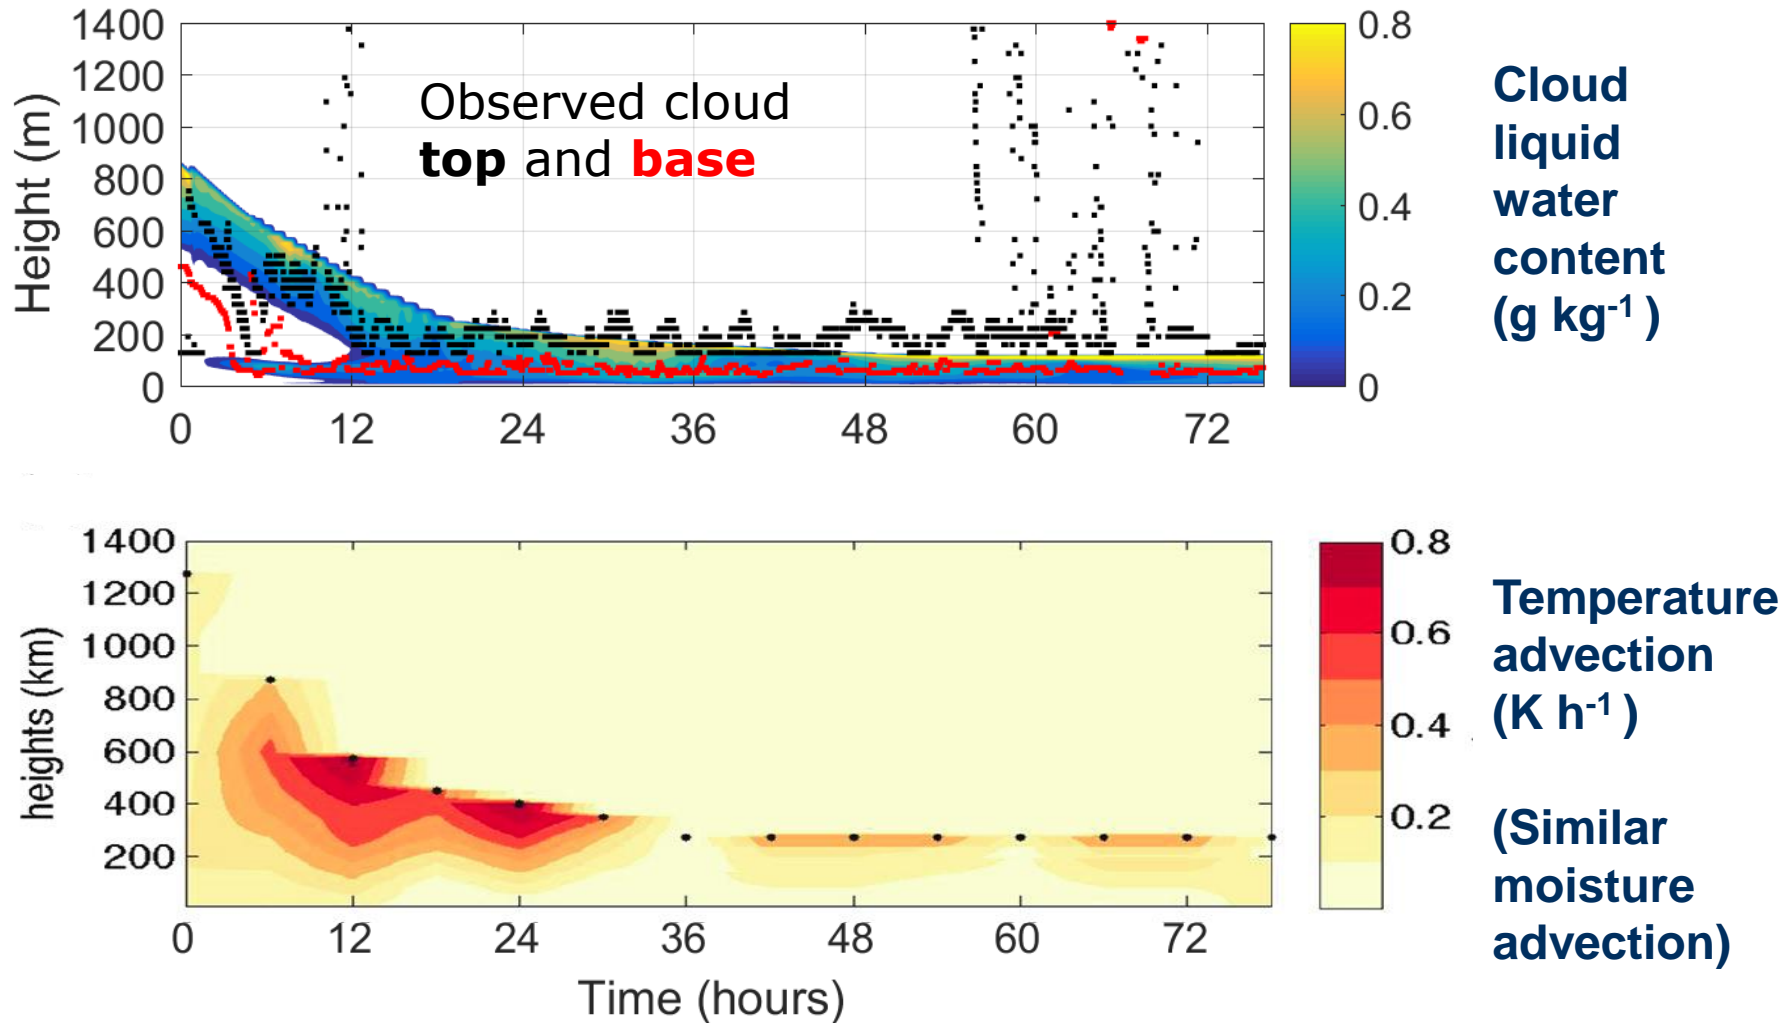 1400
1200
1000
800
600
400
200
0
Height (m)
Observed cloud
top and base
0 12 24 36 48 60 72
0.8
0.6
0.4
0.2
0
Cloud
liquid
water
content
(g kg-1 )
1400
1200
1000
800
600
400
200
heights (km)
0 12 24 36 48 60 72
Time (hours)
0.8
0.6
0.4
0.2
Temperature
advection
(K h-1 )
(Similar
moisture
advection)